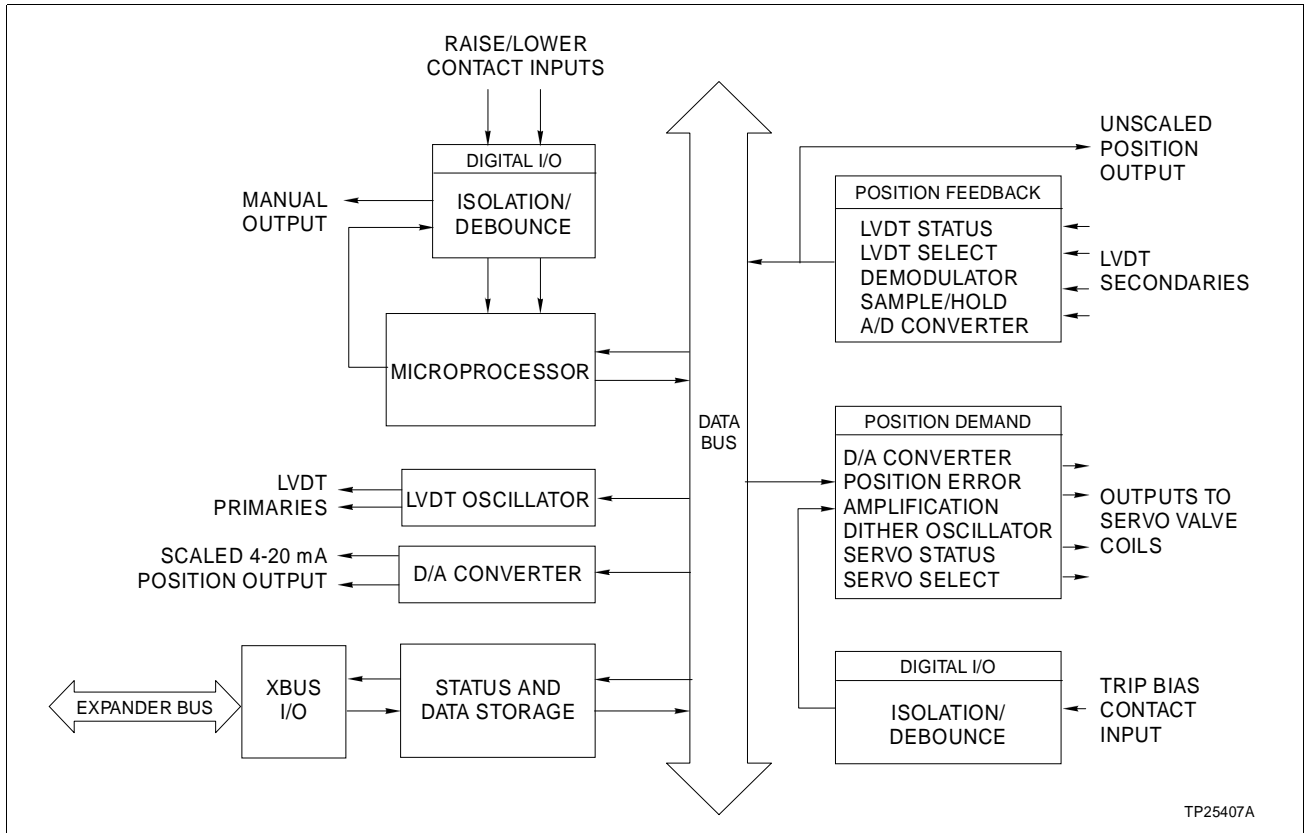 RAISE/LOWER
CONTACT INPUTS
DIGITAL I/O
ISOLATION/
DEBOUNCE
MANUAL
OUTPUT
MICROPROCESSOR
LVDT
PRIMARIES
LVDT OSCILLATOR
SCALED 4-20 mA
POSITION OUTPUT
D/A CONVERTER
EXPANDER BUS
XBUS
I/O
STATUS AND
DATA STORAGE
DATA
BUS
UNSCALED
POSITION
OUTPUT
POSITION FEEDBACK
LVDT STATUS
LVDT SELECT
DEMODULATOR
SAMPLE/HOLD
A/D CONVERTER
LVDT
SECONDARIES
POSITION DEMAND
D/A CONVERTER
POSITION ERROR
AMPLIFICATION
DITHER OSCILLATOR
SERVO STATUS
SERVO SELECT
OUTPUTS TO
SERVO VALVE
COILS
DIGITAL I/O
ISOLATION/
DEBOUNCE
TRIP BIAS
CONTACT
INPUT
TP25407A